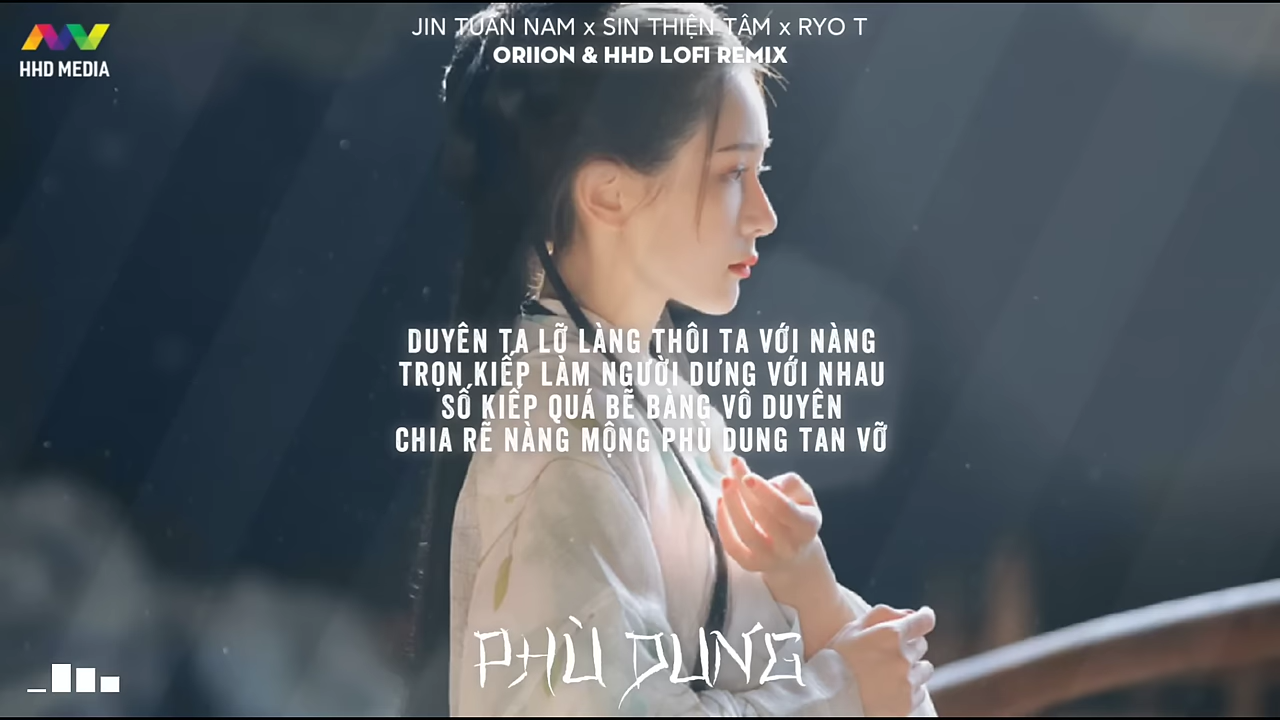 JIN TUẤN NAM x SIN THIỆN TÂM x RYO T
ORIION & HHD LOFI REMIX
HHD MEDIA
DUYÊN TA LỠ LÀNG THÔI TA VỚI NÀNG
TRỌN KIẾP LÀM NGƯỜI DƯNG VỚI NHAU
SỐ KIẾP QUÁ BẼ BÀNG VÔ DUYÊN
CHIA RẼ NÀNG MỘNG PHÙ DUNG TAN VỠ
PHÙ DUNG